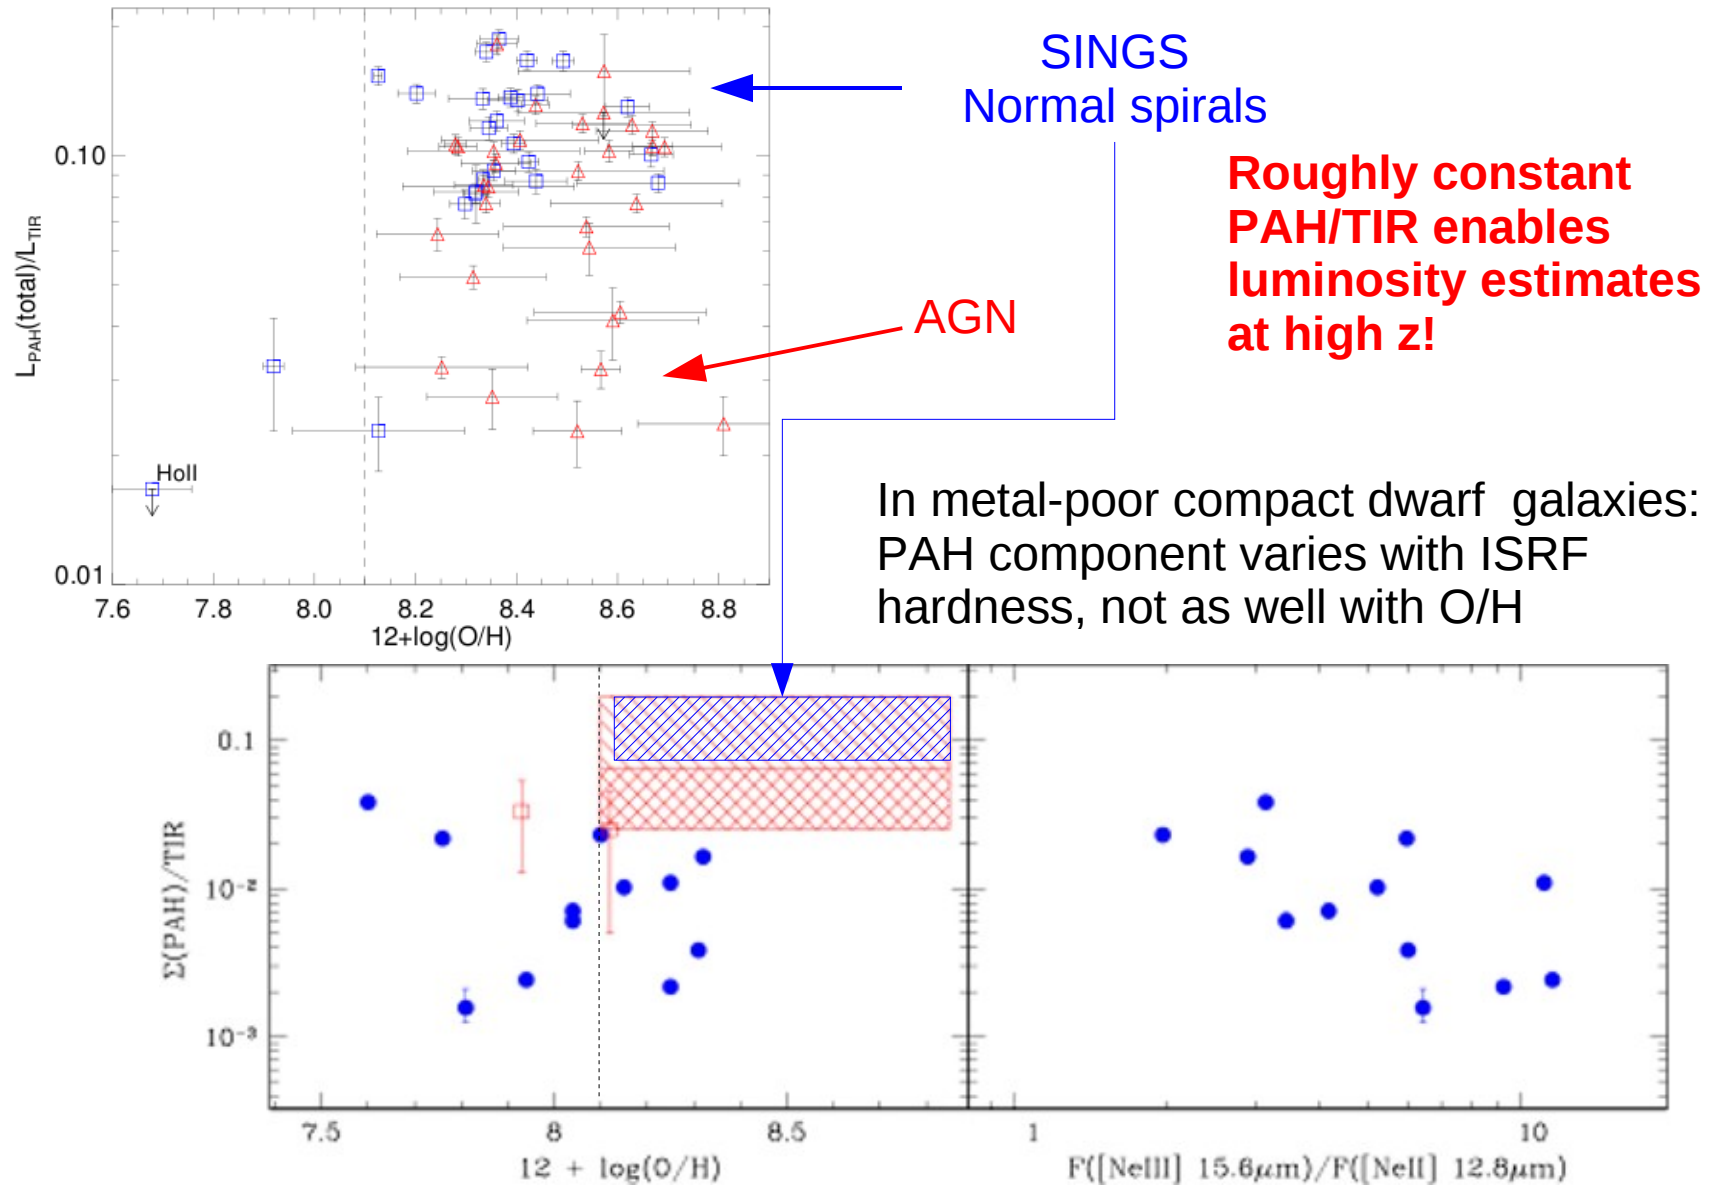 SINGS
Normal spirals
0.10
Roughly constant
PAH/TIR enables
luminosity estimates
at high z!
L_PAH(total)/L_TIR
AGN
HoII
In metal-poor compact dwarf galaxies:
PAH component varies with ISRF
hardness, not as well with O/H
0.01
7.6 7.8 8.0 8.2 8.4 8.6 8.8
12+log(O/H)
0.1
Σ(PAH)/TIR
10⁻²
10⁻³
7.5 8 8.5 1 10
12 + log(O/H) F([NeIII] 15.6μm)/F([NeII] 12.8μm)